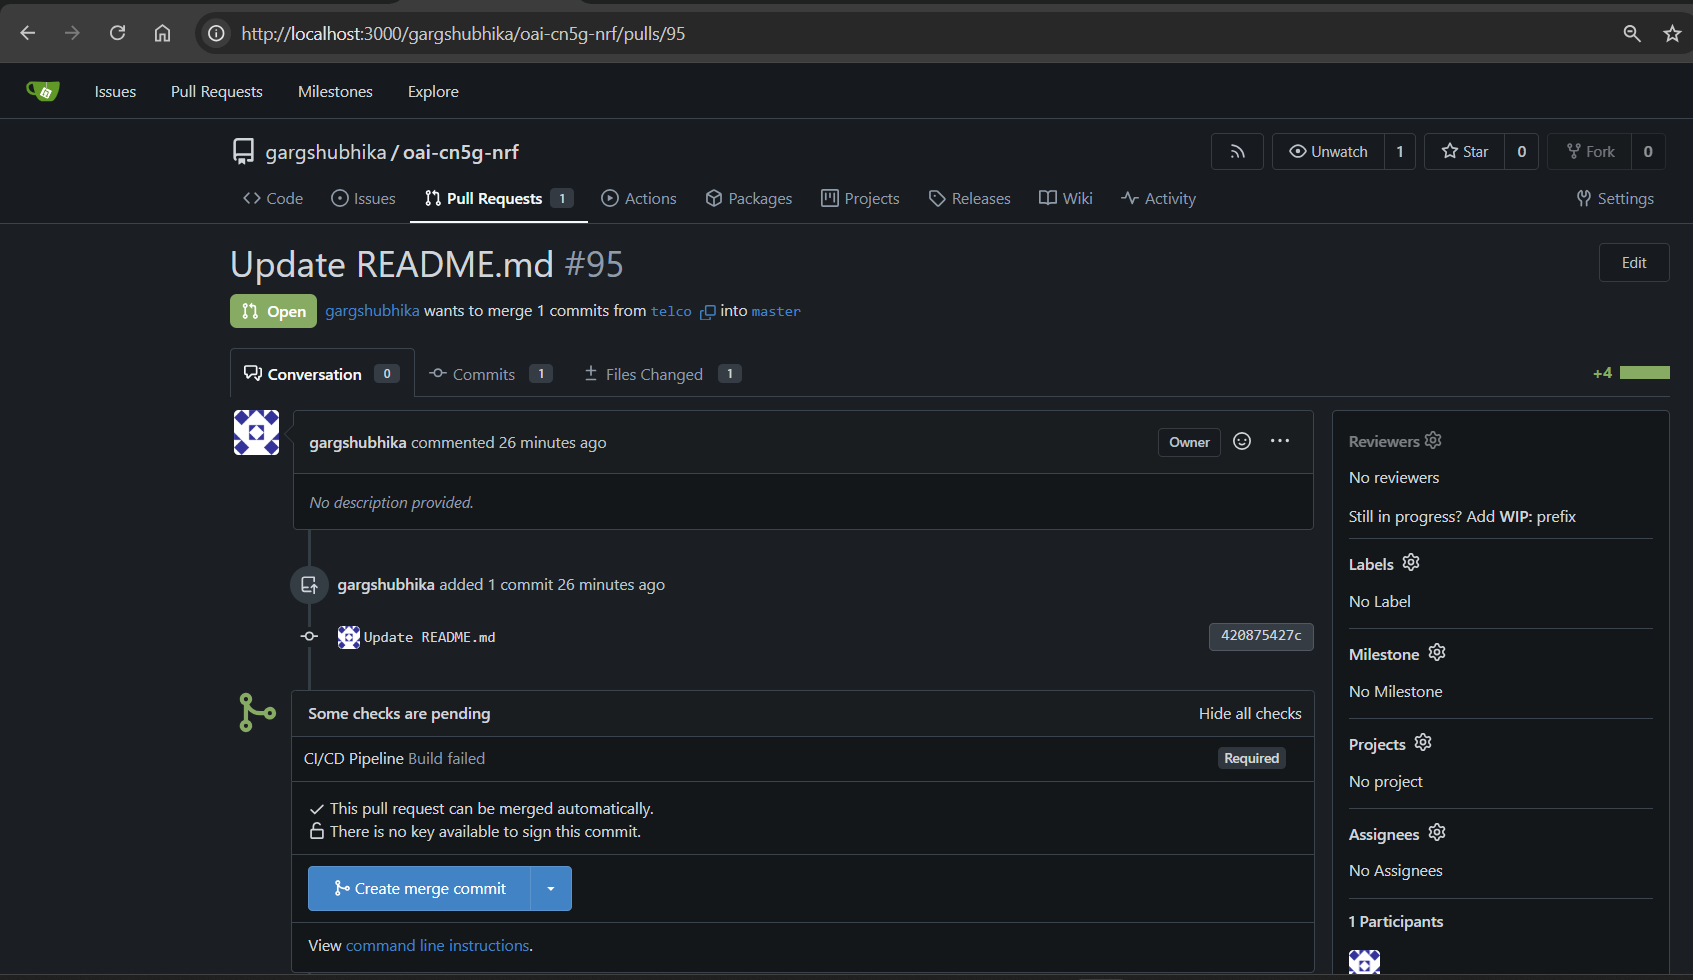 http://localhost:3000/gargshubhika/oai-cn5g-nrf/pulls/95
Issues Pull Requests Milestones Explore
gargshubhika / oai-cn5g-nrf
Unwatch 1 Star 0 Fork 0
Code Issues Pull Requests 1 Actions Packages Projects Releases Wiki Activity Settings
Update README.md #95
Edit
Open gargshubhika wants to merge 1 commits from telco into master
Conversation 0 Commits 1 Files Changed 1 +4
gargshubhika commented 26 minutes ago Owner
No description provided.
gargshubhika added 1 commit 26 minutes ago
Update README.md 420875427c
Some checks are pending Hide all checks
CI/CD Pipeline Build failed Required
This pull request can be merged automatically.
There is no key available to sign this commit.
Create merge commit
View command line instructions.
Reviewers
No reviewers
Still in progress? Add WIP: prefix
Labels
No Label
Milestone
No Milestone
Projects
No project
Assignees
No Assignees
1 Participants